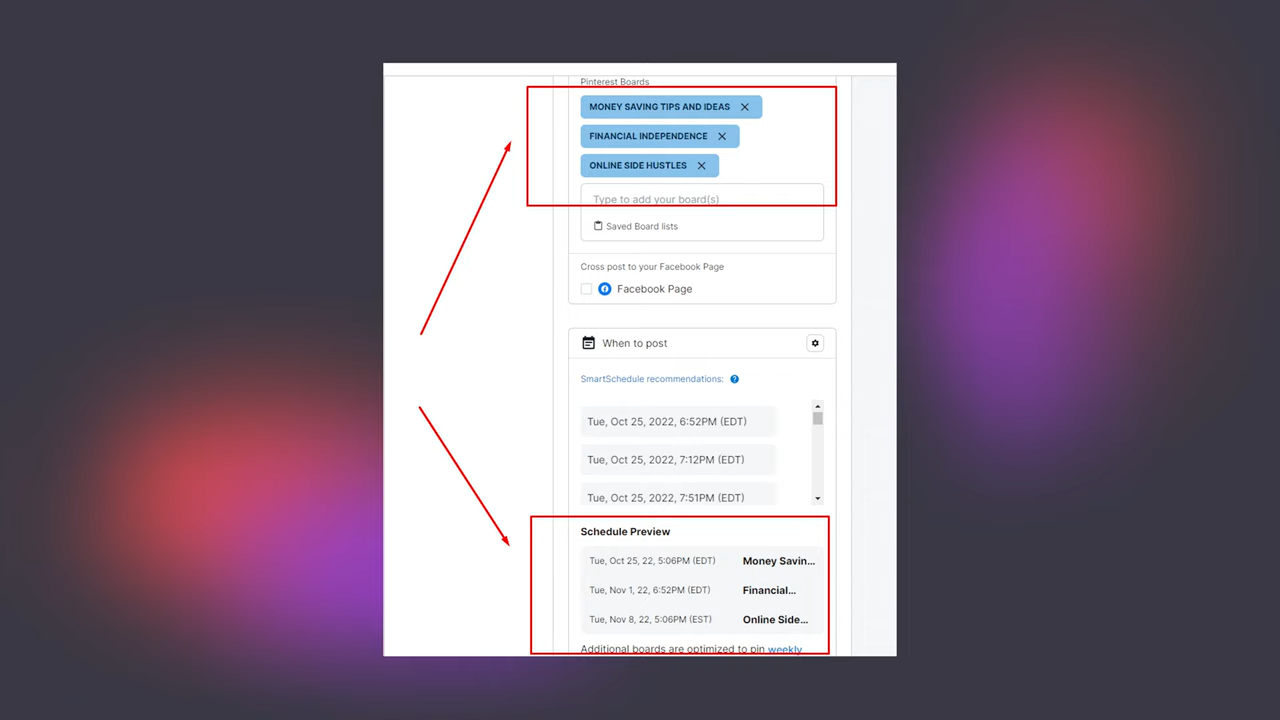 Pinterest Boards
MONEY SAVING TIPS AND IDEAS
FINANCIAL INDEPENDENCE
ONLINE SIDE HUSTLES
Type to add your board(s)
Saved Board lists
Cross post to your Facebook Page
Facebook Page
When to post
SmartSchedule recommendations:
Tue, Oct 25, 2022, 6:52PM (EDT)
Tue, Oct 25, 2022, 7:12PM (EDT)
Tue, Oct 25, 2022, 7:51PM (EDT)
Schedule Preview
Tue, Oct 25, 22, 5:06PM (EDT) Money Savin...
Tue, Nov 1, 22, 6:52PM (EDT) Financial...
Tue, Nov 8, 22, 5:06PM (EST) Online Side...
Additional boards are optimized to pin weekly